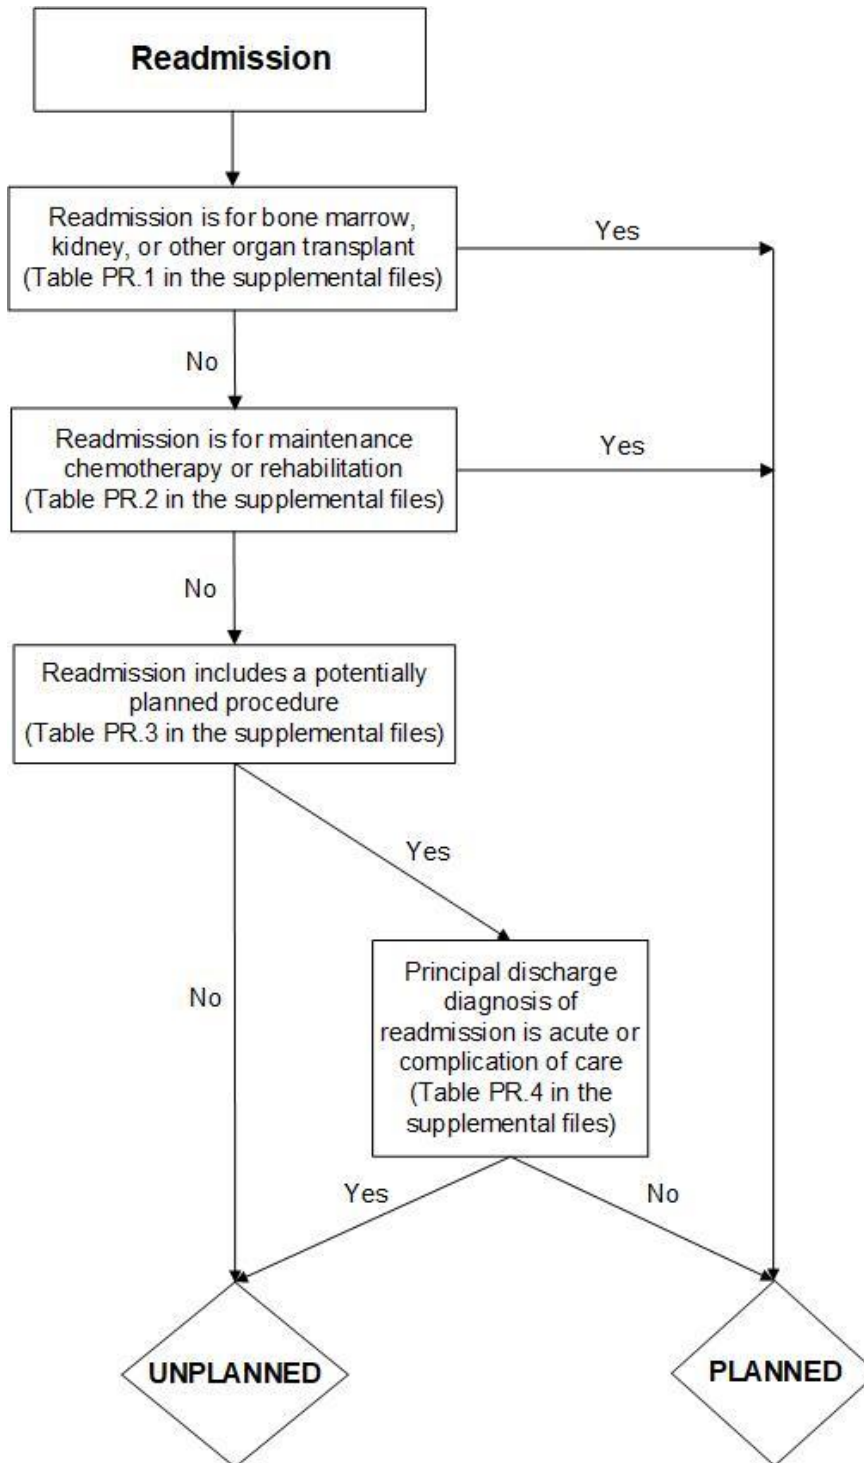 Readmission
Readmission is for bone marrow,
kidney, or other organ transplant
(Table PR.1 in the supplemental files)
Yes
No
Readmission is for maintenance
chemotherapy or rehabilitation
(Table PR.2 in the supplemental files)
Yes
No
Readmission includes a potentially
planned procedure
(Table PR.3 in the supplemental files)
Yes
No
Principal discharge
diagnosis of
readmission is acute or
complication of care
(Table PR.4 in the
supplemental files)
Yes
No
UNPLANNED
PLANNED